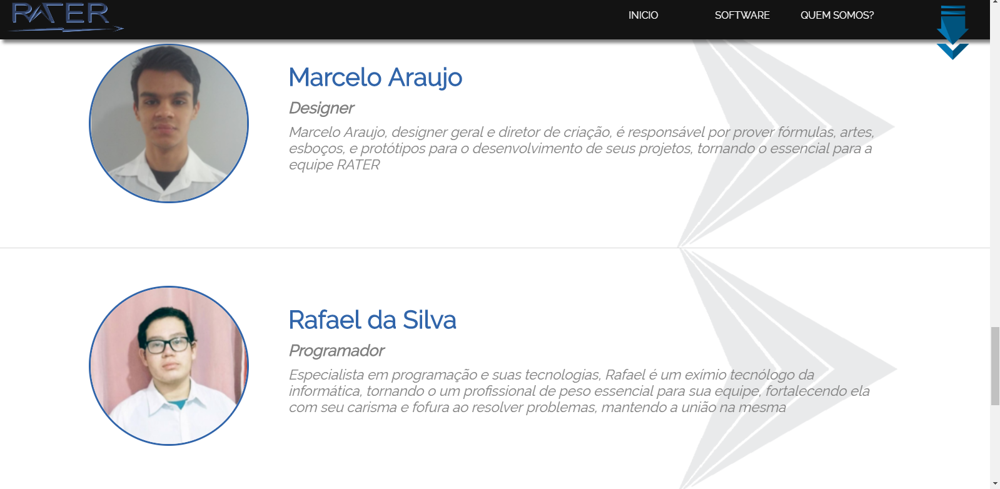 RATER
INICIO
SOFTWARE
QUEM SOMOS?
Marcelo Araujo
Designer
Marcelo Araujo, designer geral e diretor de criação, é responsável por prover fórmulas, artes,
esboços, e protótipos para o desenvolvimento de seus projetos, tornando o essencial para a
equipe RATER
Rafael da Silva
Programador
Especialista em programação e suas tecnologias, Rafael é um exímio tecnólogo da
informática, tornando o um profissional de peso essencial para sua equipe, fortalecendo ela
com seu carisma e fofura ao resolver problemas, mantendo a união na mesma